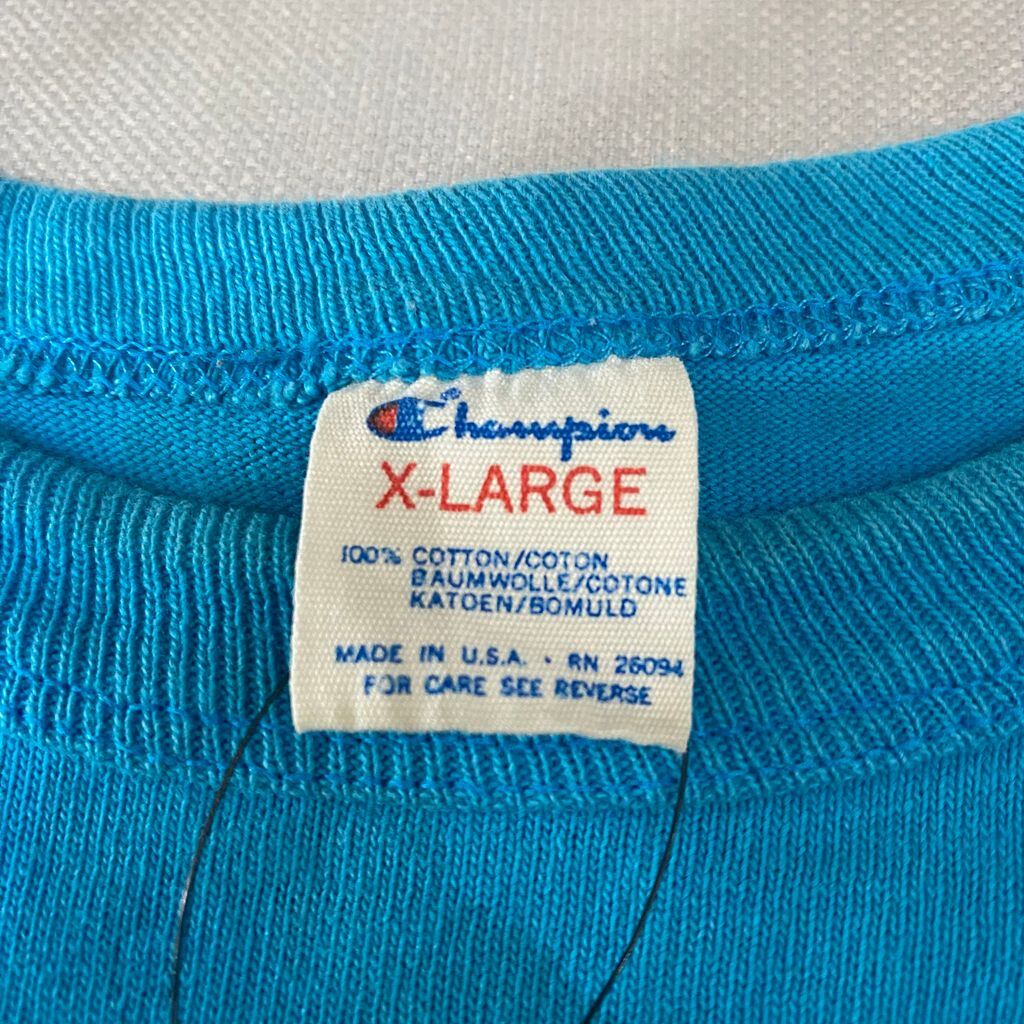 Champion
X-LARGE
100% COTTON/COTON
BAUMWOLLE/COTONE
KATOEN/BOMULD
MADE IN U.S.A. · RN 26094
FOR CARE SEE REVERSE